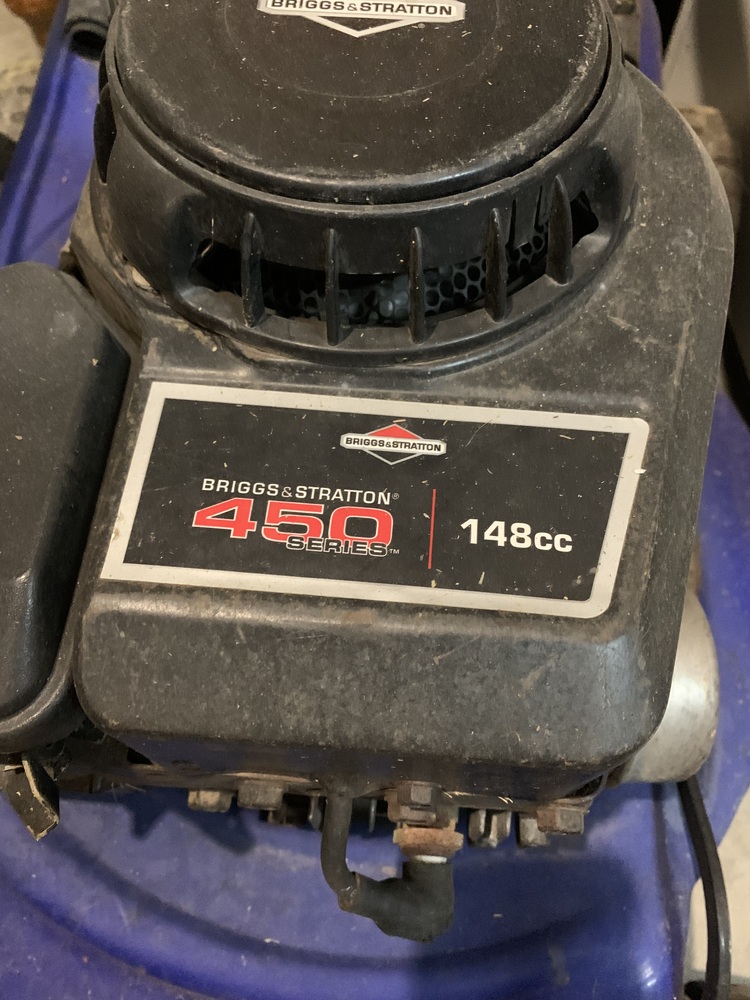 BRIGGS & STRATTON
BRIGGS & STRATTON
BRIGGS & STRATTON®
450
SERIES™
148cc